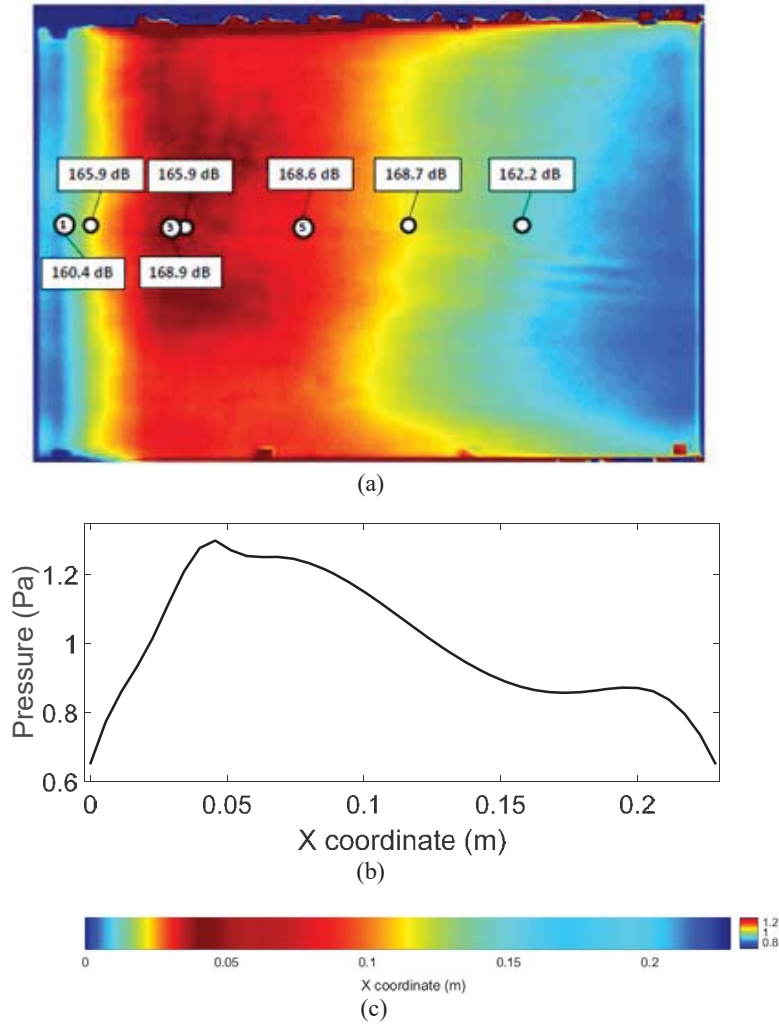 165.9 dB 165.9 dB 168.6 dB 168.7 dB 162.2 dB
1 3 5
160.4 dB 168.9 dB
(a)
Pressure (Pa)
1.2
1
0.8
0.6
0 0.05 0.1 0.15 0.2
X coordinate (m)
(b)
1.2
1
0.8
0 0.05 0.1 0.15 0.2
X coordinate (m)
(c)